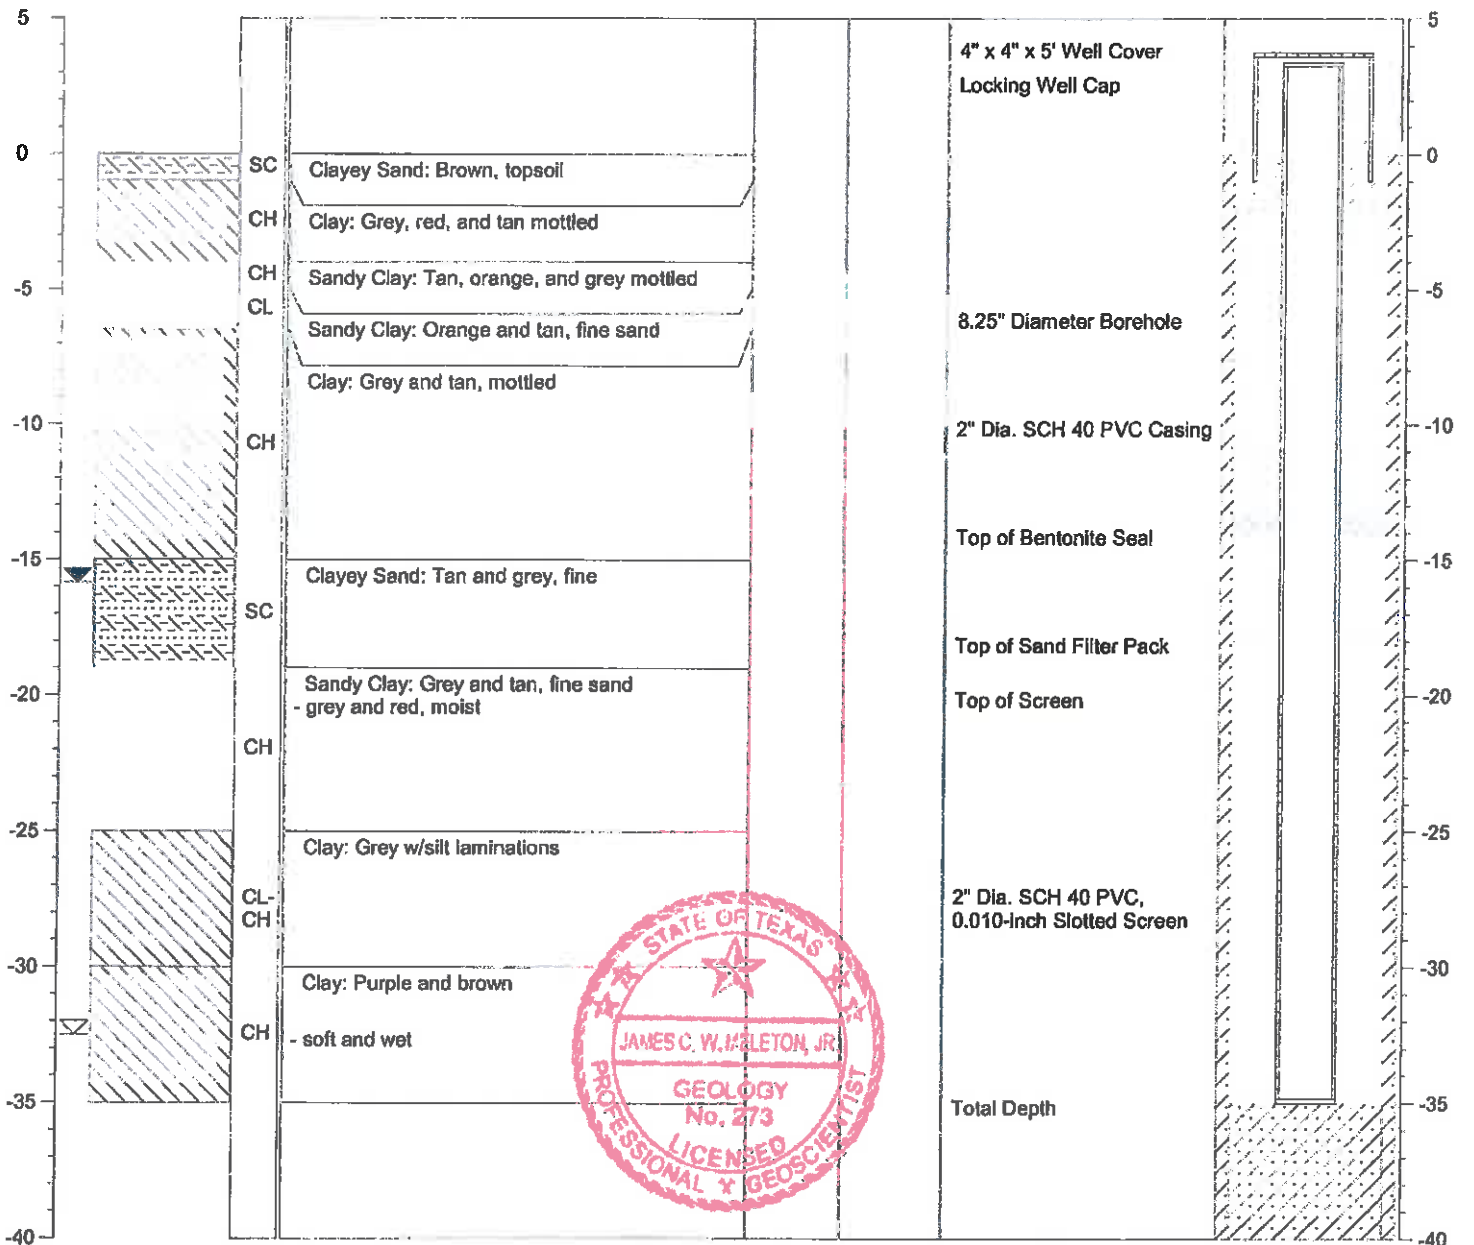 5
0
-5
-10
-15
-20
-25
-30
-35
-40
SC
CH
CH
CL
CH
SC
CH
CL-
CH
CH
Clayey Sand: Brown, topsoil
Clay: Grey, red, and tan mottled
Sandy Clay: Tan, orange, and grey mottled
Sandy Clay: Orange and tan, fine sand
Clay: Grey and tan, mottled
Clayey Sand: Tan and grey, fine
Sandy Clay: Grey and tan, fine sand
- grey and red, moist
Clay: Grey w/silt laminations
Clay: Purple and brown
- soft and wet
STATE OF TEXAS
JAMES C. W. JR.
GEOLOGY
No. 273
LICENSED
PROFESSIONAL GEOSCIENTIST
4" x 4" x 5' Well Cover
Locking Well Cap
8.25" Diameter Borehole
2" Dia. SCH 40 PVC Casing
Top of Bentonite Seal
Top of Sand Filter Pack
Top of Screen
2" Dia. SCH 40 PVC,
0.010-inch Slotted Screen
Total Depth
5
0
-5
-10
-15
-20
-25
-30
-35
-40